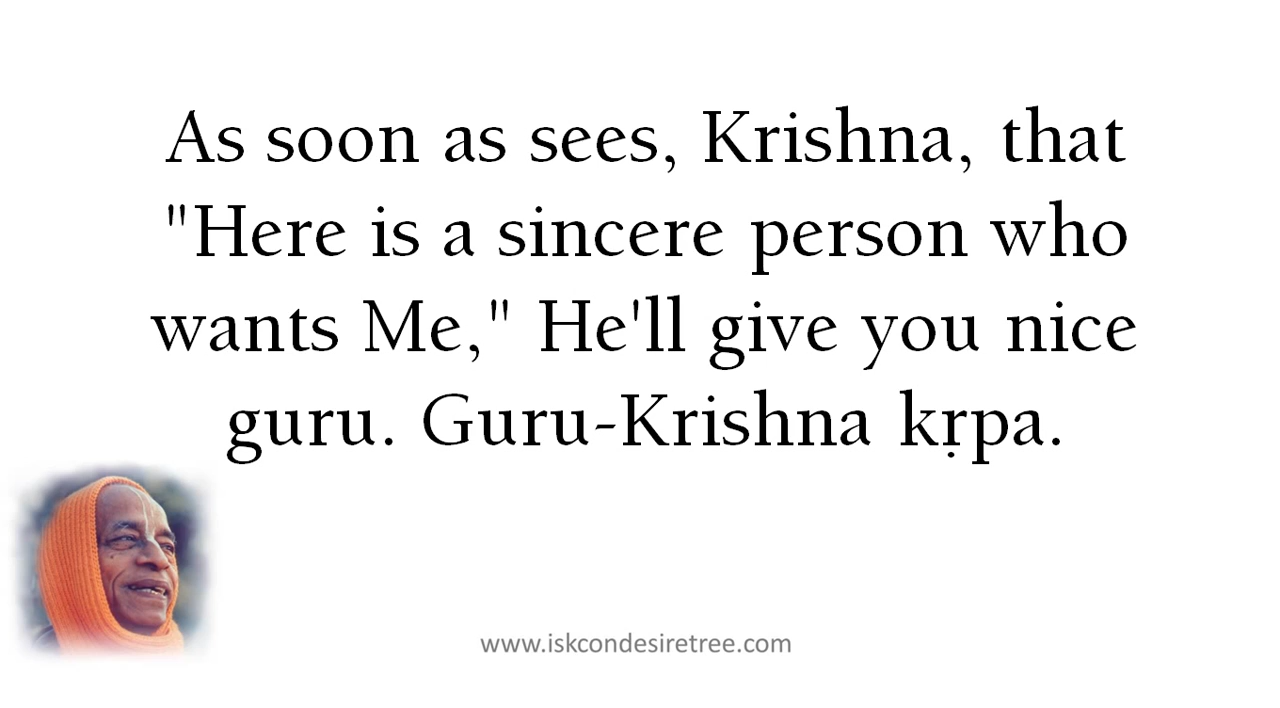 As soon as sees, Krishna, that
"Here is a sincere person who
wants Me," He'll give you nice
guru. Guru-Krishna kṛpa.
www.iskcondesiretree.com